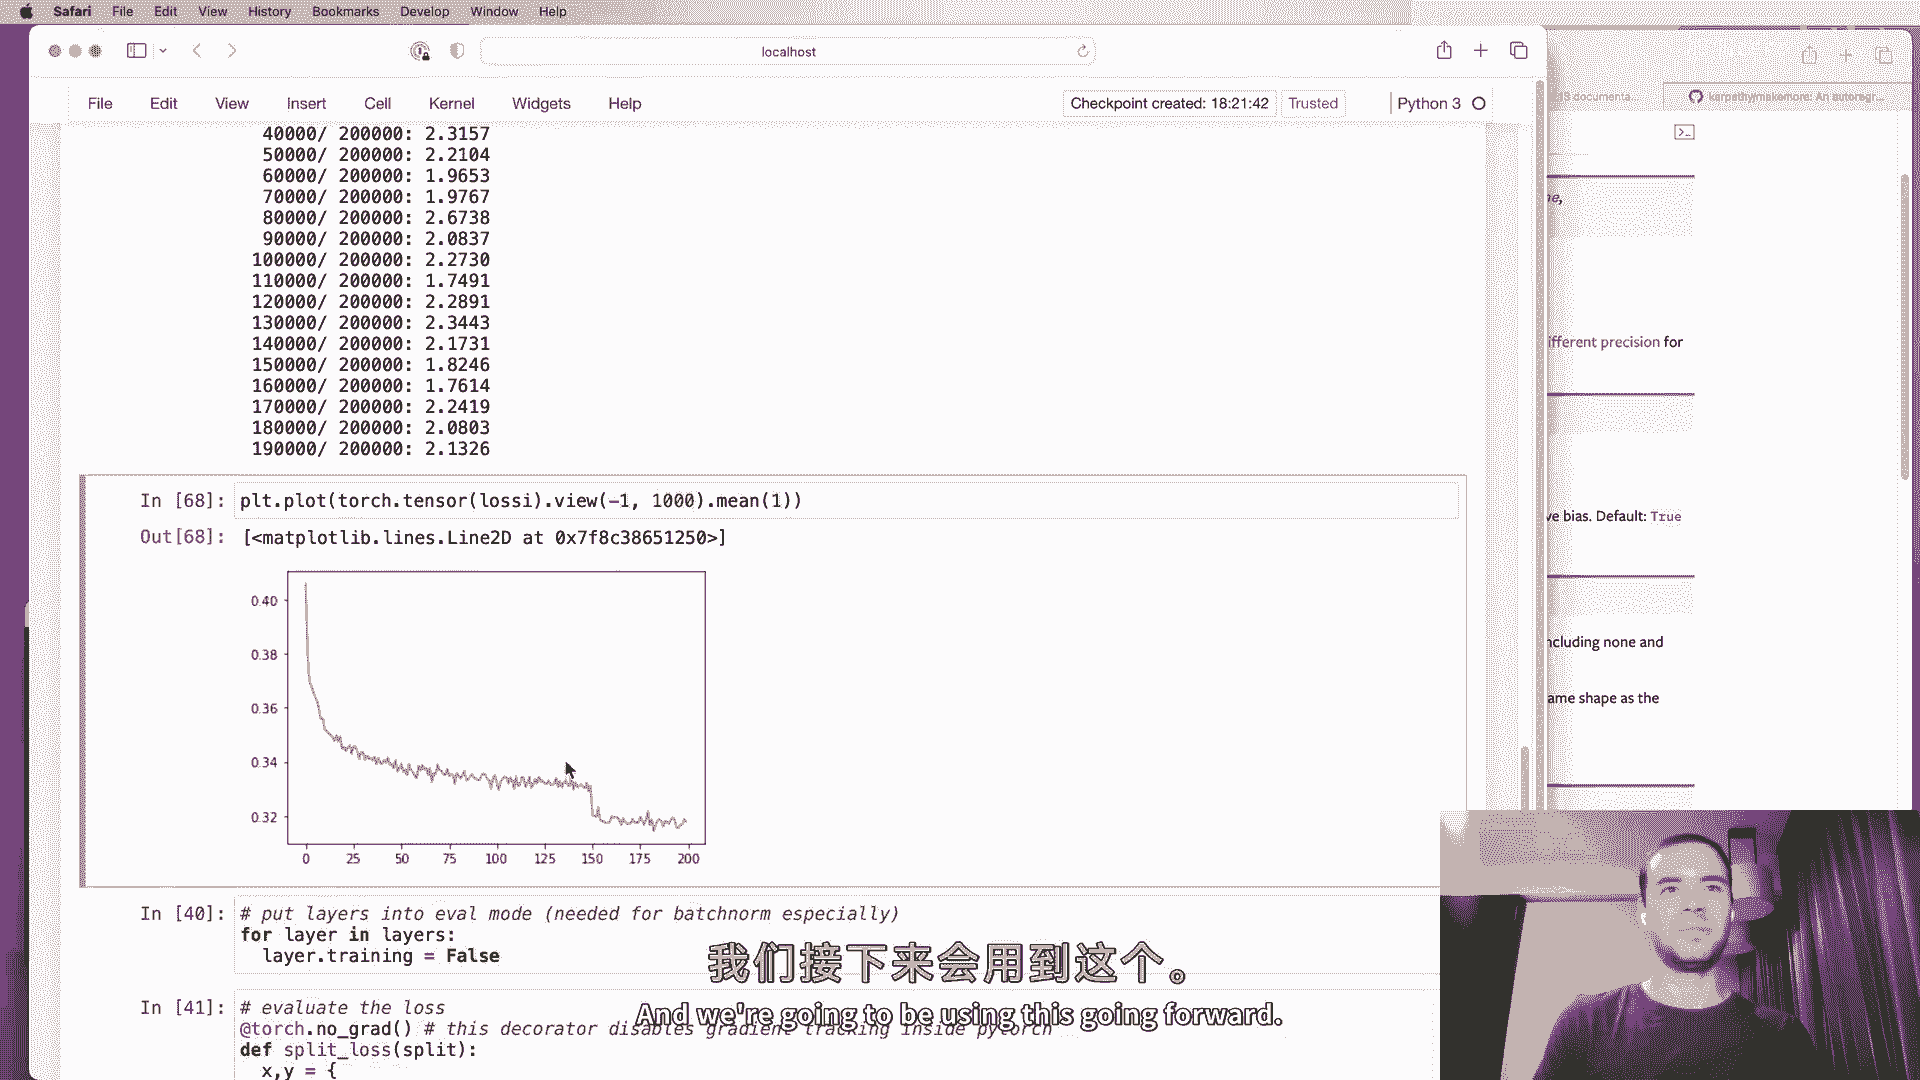 Safari File Edit View History Bookmarks Develop Window Help
localhost
File Edit View Insert Cell Kernel Widgets Help
Checkpoint created: 18:21:42 Trusted Python 3
documenta...
karpathy/makemore: An autoregr...
40000/ 200000: 2.3157
50000/ 200000: 2.2104
60000/ 200000: 1.9653
70000/ 200000: 1.9767
80000/ 200000: 2.6738
90000/ 200000: 2.0837
100000/ 200000: 2.2730
110000/ 200000: 1.7491
120000/ 200000: 2.2891
130000/ 200000: 2.3443
140000/ 200000: 2.1731
150000/ 200000: 1.8246
160000/ 200000: 1.7614
170000/ 200000: 2.2419
180000/ 200000: 2.0803
190000/ 200000: 2.1326
ifferent precision for
ve bias. Default: True
ncluding none and
ame shape as the
In [68]: plt.plot(torch.tensor(lossi).view(-1, 1000).mean(1))
Out[68]: [<matplotlib.lines.Line2D at 0x7f8c38651250>]
0.40
0.38
0.36
0.34
0.32
0 25 50 75 100 125 150 175 200
In [40]: # put layers into eval mode (needed for batchnorm especially)
for layer in layers:
layer.training = False
我们接下来会用到这个。
And we're going to be using this going forward.
In [41]: # evaluate the loss
@torch.no_grad() # this decorator disables gradient tracking inside pytorch
def split_loss(split):
x,y = {